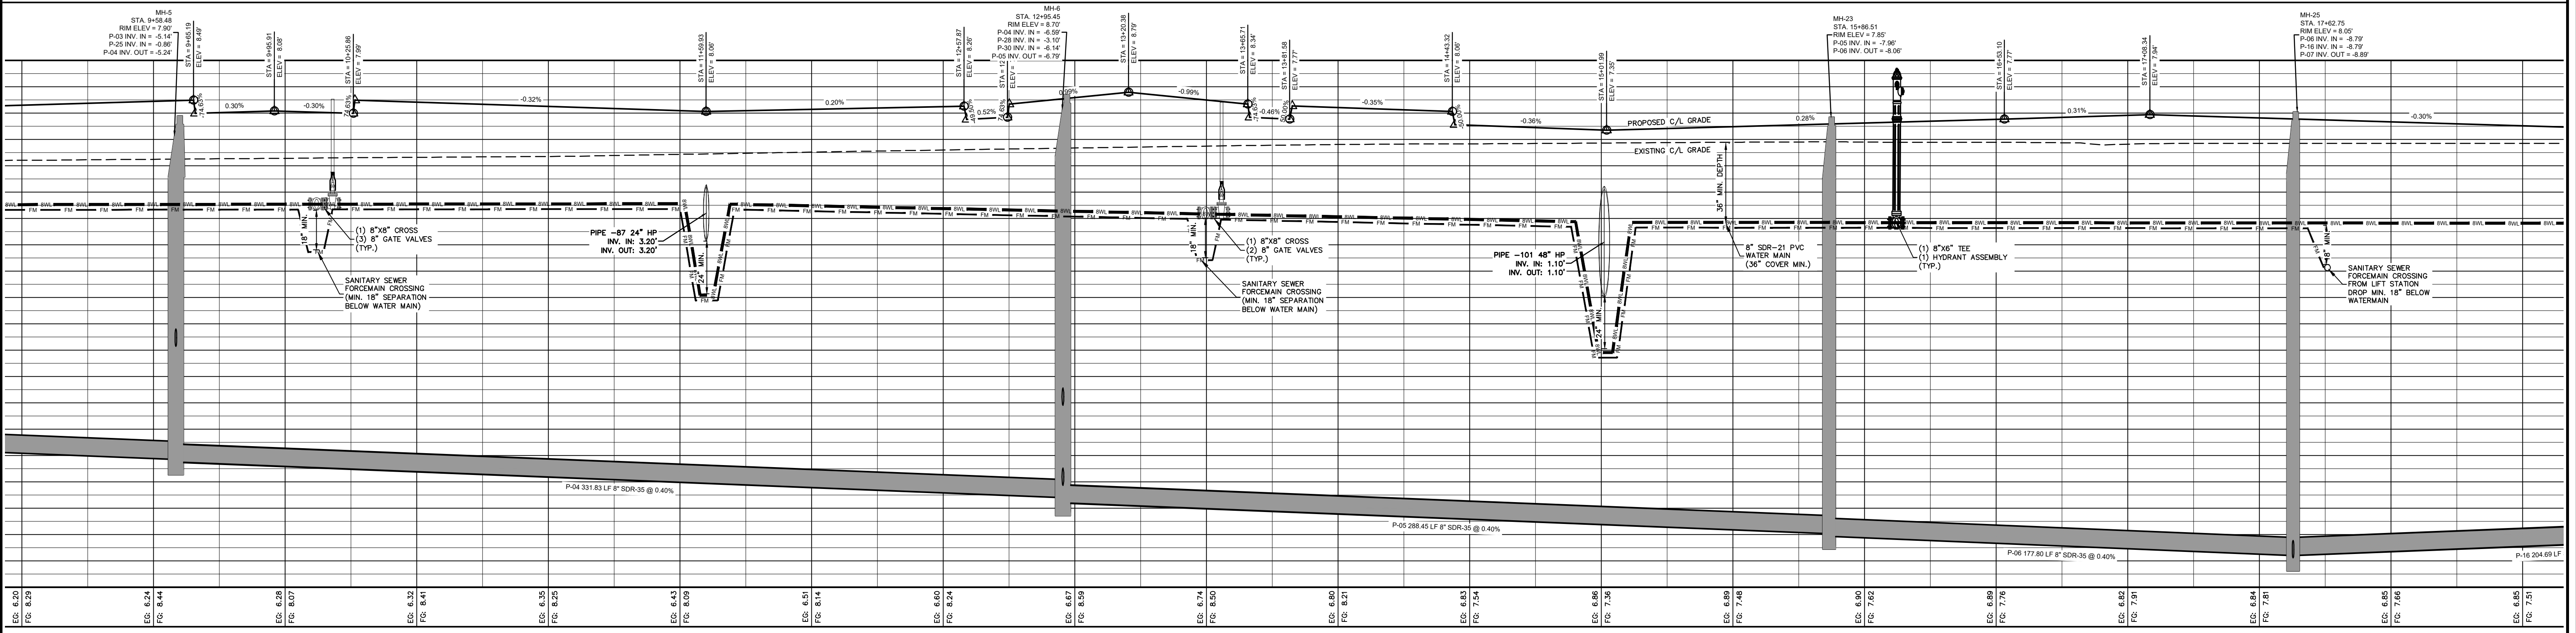 MH-5
STA. 9+58.48
RIM ELEV = 7.90'
P-03 INV. IN = -5.14'
P-25 INV. IN = -0.86'
P-04 INV. OUT = -5.24'
STA = 9+65.19
ELEV = 8.49'
STA = 9+95.91
ELEV = 8.08'
STA = 10+25.86
ELEV = 7.99'
STA = 11+59.93
ELEV = 8.06'
STA = 12+57.87
ELEV = 8.26'
STA = 12
ELEV =
MH-6
STA. 12+95.45
RIM ELEV = 8.70'
P-04 INV. IN = -6.59'
P-28 INV. IN = -3.10'
P-30 INV. IN = -6.14'
P-05 INV. OUT = -6.79'
STA = 13+20.38
ELEV = 8.79'
STA = 13+65.71
ELEV = 8.34'
STA = 13+81.58
ELEV = 7.77'
STA = 14+43.32
ELEV = 8.06'
STA = 15+01.99
ELEV = 7.35'
MH-23
STA. 15+86.51
RIM ELEV = 7.85'
P-05 INV. IN = -7.96'
P-06 INV. OUT = -8.06'
STA = 16+53.10
ELEV = 7.77'
STA = 17+08.34
ELEV = 7.94'
MH-25
STA. 17+62.75
RIM ELEV = 8.05'
P-06 INV. IN = -8.79'
P-16 INV. IN = -8.79'
P-07 INV. OUT = -8.89'
-74.63%
0.30%
-0.30%
74.63%
-0.32%
0.20%
-49.50%
0.52%
74.63%
0.99%
-0.99%
-74.63%
-0.46%
50.00%
-0.35%
-50.00%
-0.36%
PROPOSED C/L GRADE
0.28%
0.31%
-0.30%
EXISTING C/L GRADE
36" MIN. DEPTH
8WL
FM
18" MIN.
(1) 8"X8" CROSS
(3) 8" GATE VALVES
(TYP.)
SANITARY SEWER
FORCEMAIN CROSSING
(MIN. 18" SEPARATION
BELOW WATER MAIN)
PIPE -87 24" HP
INV. IN: 3.20'
INV. OUT: 3.20'
24" MIN.
18" MIN.
(1) 8"X8" CROSS
(2) 8" GATE VALVES
(TYP.)
SANITARY SEWER
FORCEMAIN CROSSING
(MIN. 18" SEPARATION
BELOW WATER MAIN)
PIPE -101 48" HP
INV. IN: 1.10'
INV. OUT: 1.10'
24" MIN.
8" SDR-21 PVC
WATER MAIN
(36" COVER MIN.)
(1) 8"X6" TEE
(1) HYDRANT ASSEMBLY
(TYP.)
18" MIN.
SANITARY SEWER
FORCEMAIN CROSSING
FROM LIFT STATION
DROP MIN. 18" BELOW
WATERMAIN
P-04 331.83 LF 8" SDR-35 @ 0.40%
P-05 288.45 LF 8" SDR-35 @ 0.40%
P-06 177.80 LF 8" SDR-35 @ 0.40%
P-16 204.69 LF
EG: 6.20
FG: 8.29
EG: 6.24
FG: 8.44
EG: 6.28
FG: 8.07
EG: 6.32
FG: 8.41
EG: 6.35
FG: 8.25
EG: 6.43
FG: 8.09
EG: 6.51
FG: 8.14
EG: 6.60
FG: 8.24
EG: 6.67
FG: 8.59
EG: 6.74
FG: 8.50
EG: 6.80
FG: 8.21
EG: 6.83
FG: 7.54
EG: 6.86
FG: 7.36
EG: 6.89
FG: 7.48
EG: 6.90
FG: 7.62
EG: 6.89
FG: 7.76
EG: 6.82
FG: 7.91
EG: 6.84
FG: 7.81
EG: 6.85
FG: 7.66
EG: 6.85
FG: 7.51